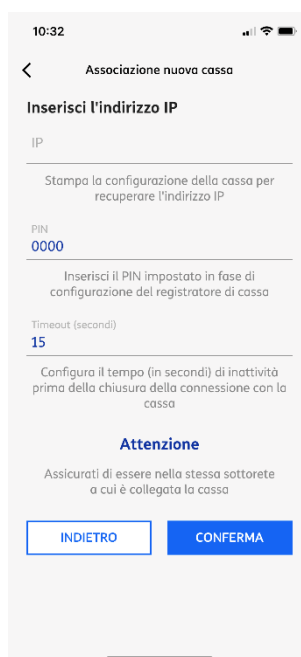 10:32
Associazione nuova cassa
Inserisci l'indirizzo IP
IP
Stampa la configurazione della cassa per
recuperare l'indirizzo IP
PIN
0000
Inserisci il PIN impostato in fase di
configurazione del registratore di cassa
Timeout (secondi)
15
Configura il tempo (in secondi) di inattività
prima della chiusura della connessione con la
cassa
Attenzione
Assicurati di essere nella stessa sottorete
a cui è collegata la cassa
INDIETRO
CONFERMA